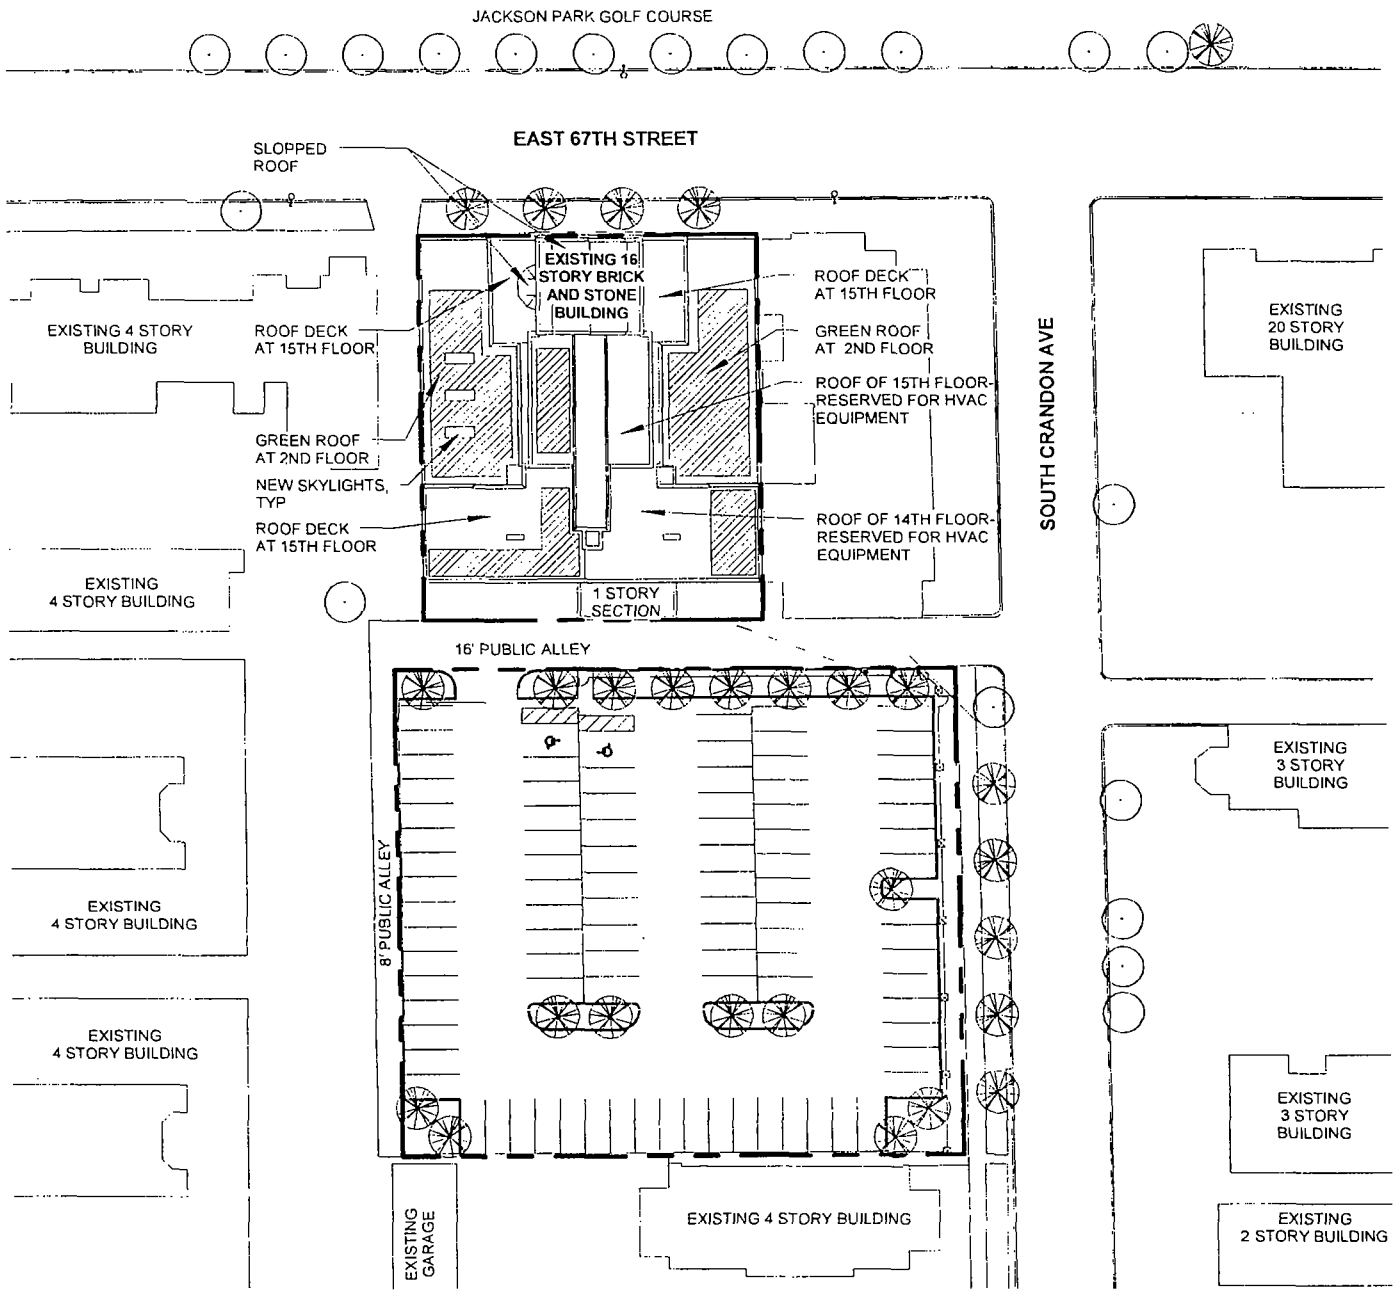 JACKSON PARK GOLF COURSE
EAST 67TH STREET
SLOPPED
ROOF
EXISTING 16
STORY BRICK
AND STONE
BUILDING
ROOF DECK
AT 15TH FLOOR
EXISTING 4 STORY
BUILDING
ROOF DECK
AT 15TH FLOOR
GREEN ROOF
AT 2ND FLOOR
EXISTING
20 STORY
BUILDING
ROOF OF 15TH FLOOR-
RESERVED FOR HVAC
EQUIPMENT
SOUTH CRANDON AVE
GREEN ROOF
AT 2ND FLOOR
NEW SKYLIGHTS,
TYP
ROOF DECK
AT 15TH FLOOR
ROOF OF 14TH FLOOR-
RESERVED FOR HVAC
EQUIPMENT
EXISTING
4 STORY BUILDING
1 STORY
SECTION
16' PUBLIC ALLEY
EXISTING
3 STORY
BUILDING
8' PUBLIC ALLEY
EXISTING
4 STORY BUILDING
EXISTING
4 STORY BUILDING
EXISTING
3 STORY
BUILDING
EXISTING
GARAGE
EXISTING 4 STORY BUILDING
EXISTING
2 STORY BUILDING